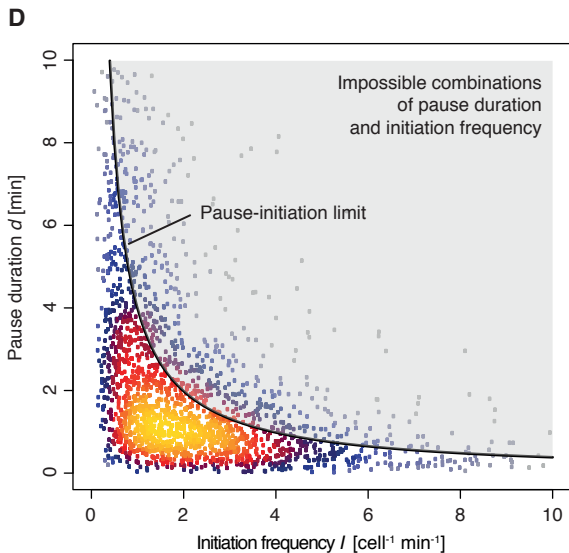 D
Impossible combinations
of pause duration
and initiation frequency
Pause-initiation limit
Pause duration d [min]
10
8
6
4
2
0
0 2 4 6 8 10
Initiation frequency I [cell⁻¹ min⁻¹]